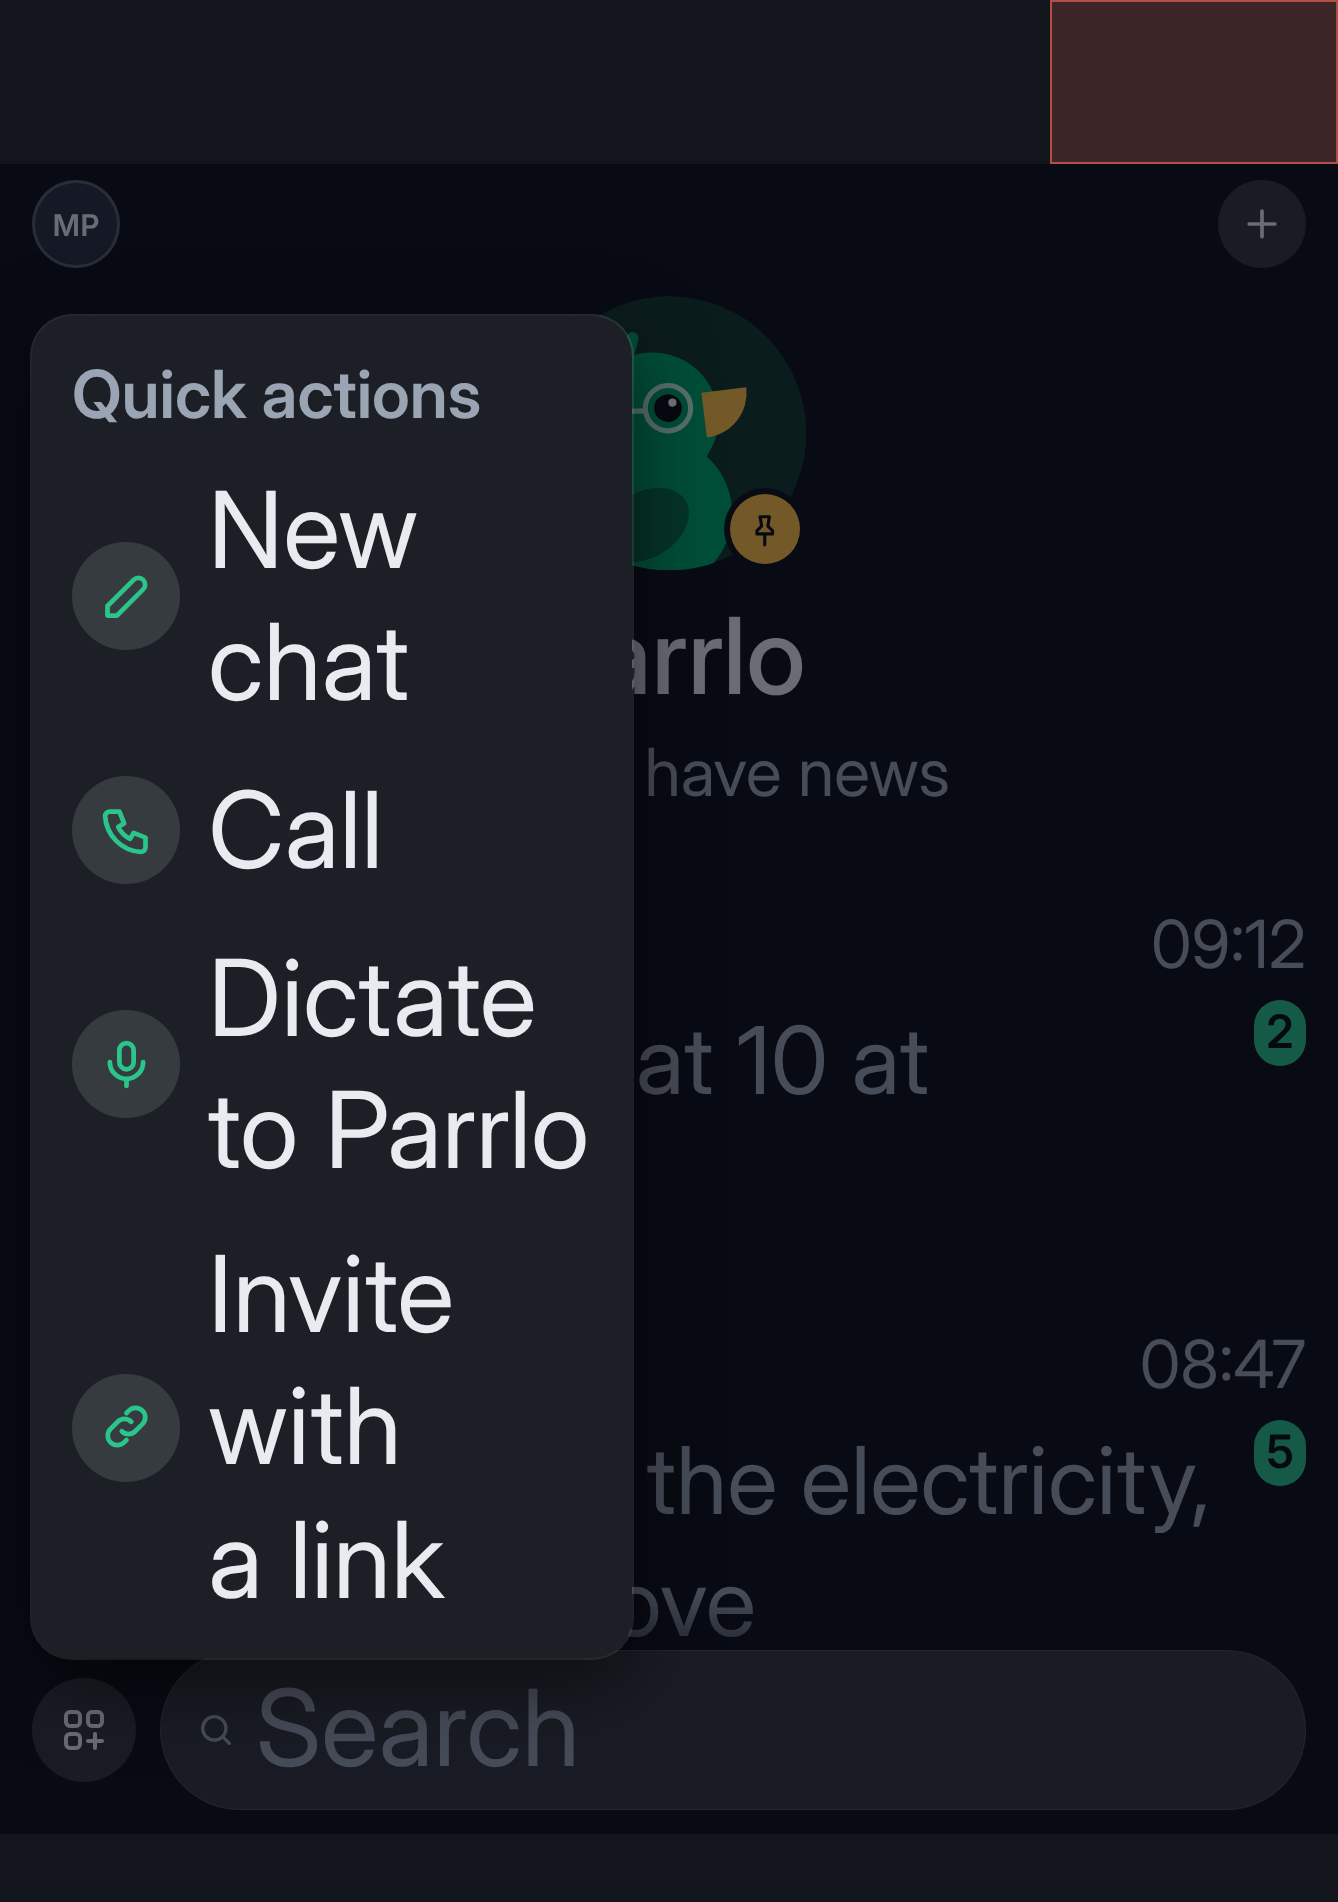 MP
Quick actions
New
chat
Call
Dictate
to Parrlo
Invite
with
a link
arrlo
have news
09:12
at 10 at
2
08:47
the electricity,
5
ove
Search